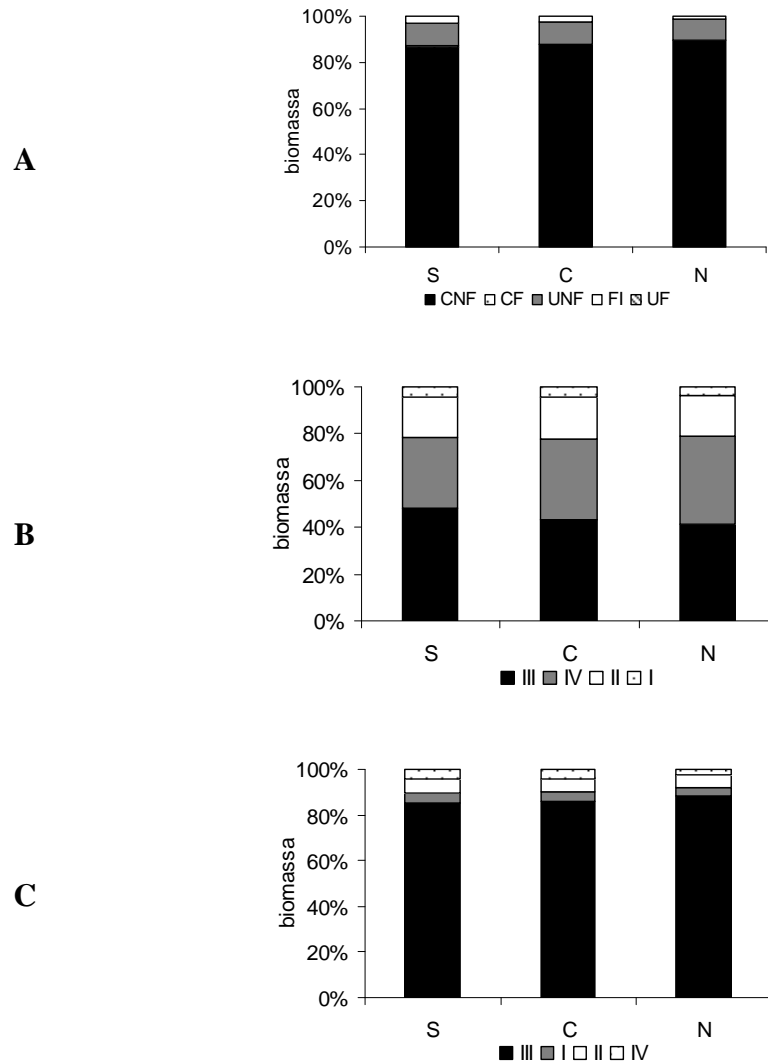 A
biomassa
100%
80%
60%
40%
20%
0%
S C N
CNF CF UNF FI UF
B
biomassa
100%
80%
60%
40%
20%
0%
S C N
III IV II I
C
biomassa
100%
80%
60%
40%
20%
0%
S C N
III I II IV